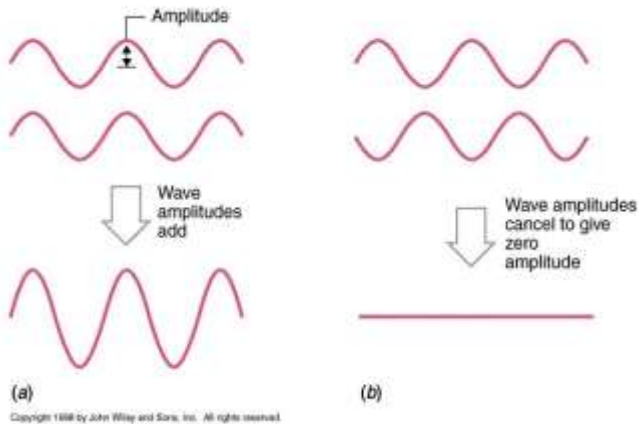 Amplitude
Wave
amplitudes
add
Wave amplitudes
cancel to give
zero
amplitude
(a)
(b)
Copyright 1998 by John Wiley and Sons, Inc. All rights reserved.